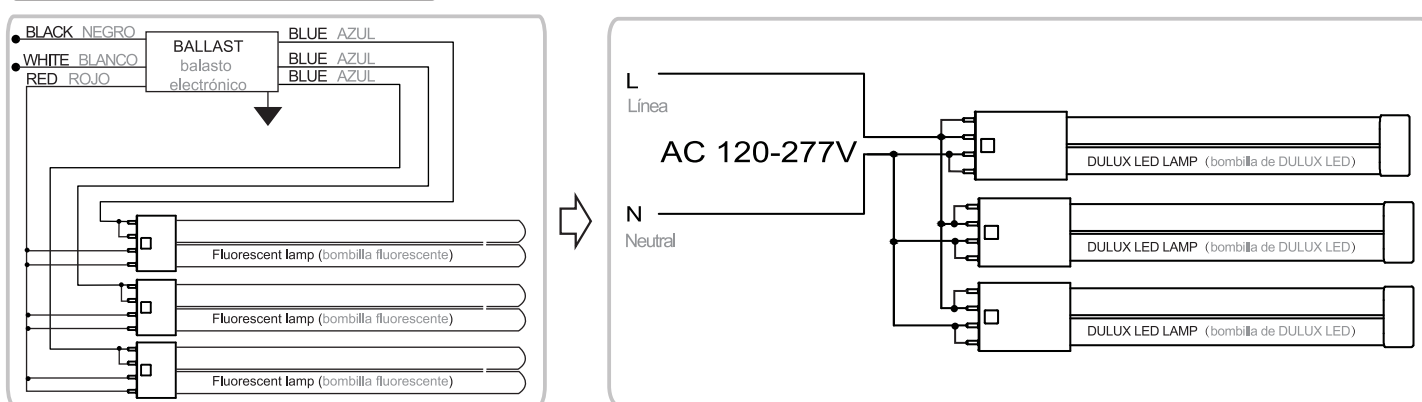 BLACK NEGRO
WHITE BLANCO
RED ROJO
BALLAST
balasto
electrónico
BLUE AZUL
BLUE AZUL
BLUE AZUL
Fluorescent lamp (bombilla fluorescente)
Fluorescent lamp (bombilla fluorescente)
Fluorescent lamp (bombilla fluorescente)
L
Línea
AC 120-277V
N
Neutral
DULUX LED LAMP (bombilla de DULUX LED)
DULUX LED LAMP (bombilla de DULUX LED)
DULUX LED LAMP (bombilla de DULUX LED)